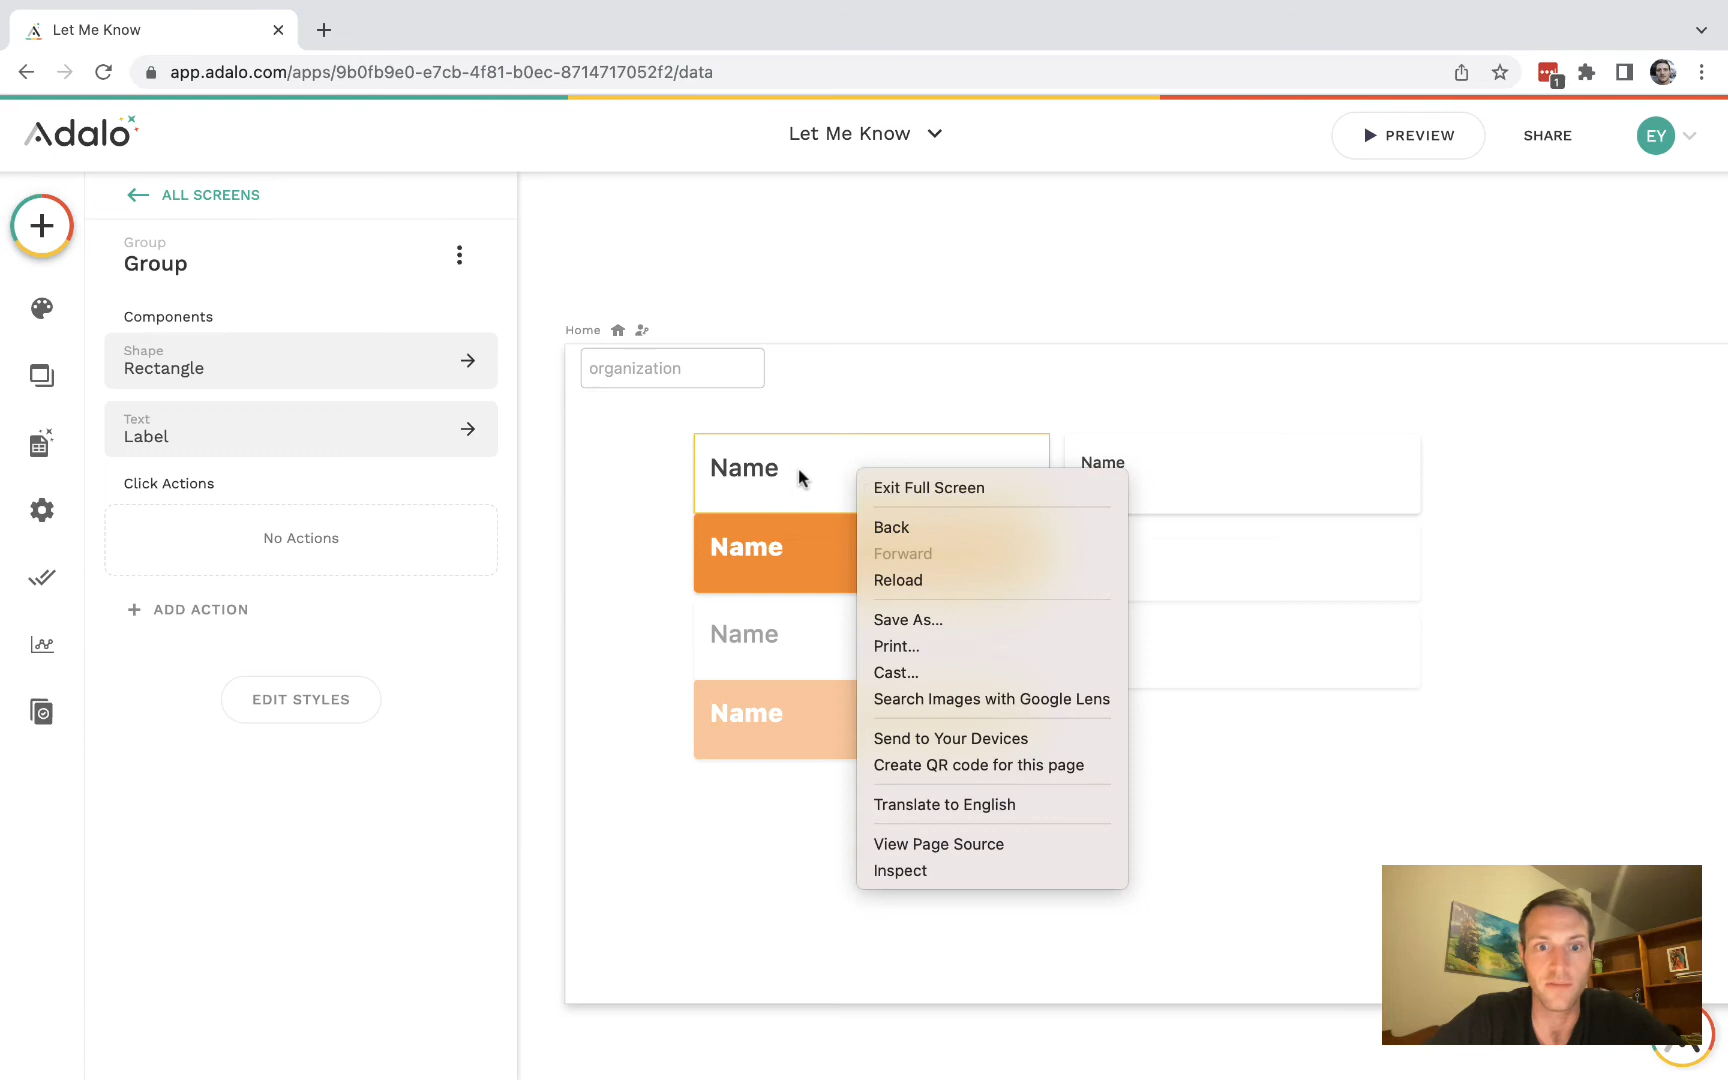 Let Me Know
app.adalo.com/apps/9b0fb9e0-e7cb-4f81-b0ec-8714717052f2/data
1
Adalo
Let Me Know
PREVIEW
SHARE
EY
ALL SCREENS
Group
Group
Components
Shape
Rectangle
Text
Label
Click Actions
No Actions
ADD ACTION
EDIT STYLES
Home
organization
Name
Name
Name
Name
Name
Exit Full Screen
Back
Forward
Reload
Save As...
Print...
Cast...
Search Images with Google Lens
Send to Your Devices
Create QR code for this page
Translate to English
View Page Source
Inspect